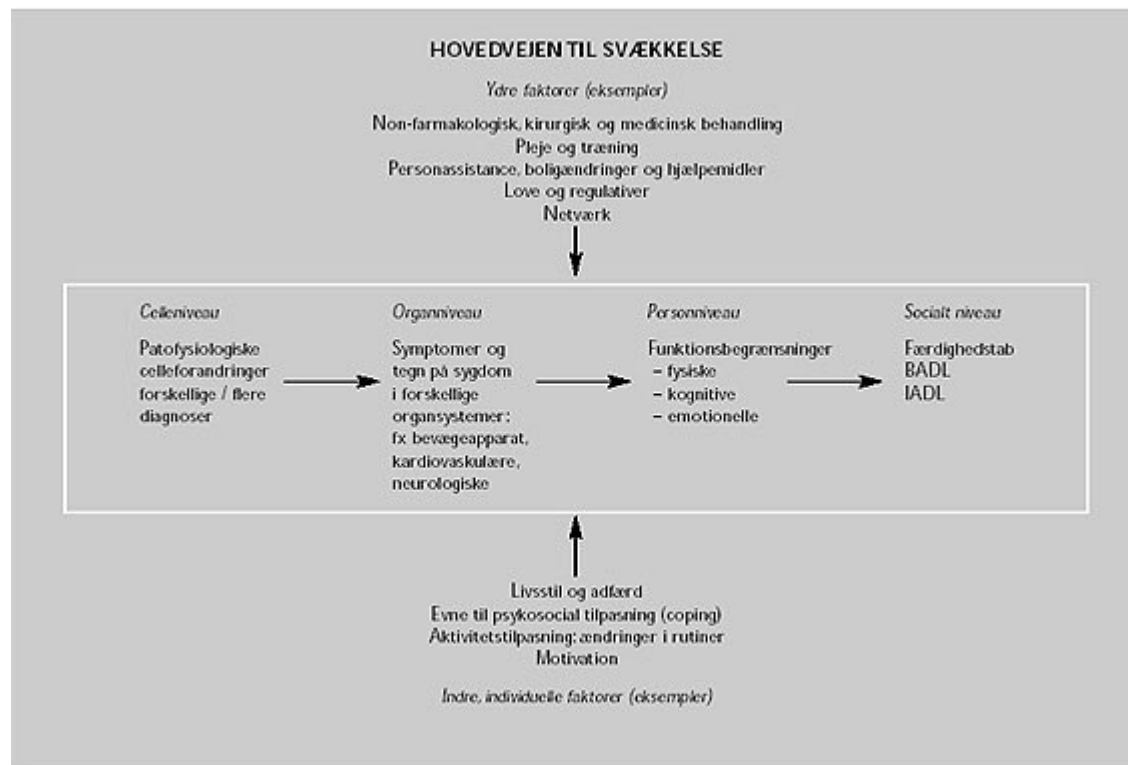 HOVEDVEJEN TIL SVÆKKELSE
Ydre faktorer (eksempler)
Non-farmakologisk, kirurgisk og medicinsk behandling
Pleje og træning
Personassistance, boligændringer og hjælpemidler
Love og regulativer
Netværk
Celleniveau
Patofysiologiske
celleforandringer
forskellige / flere
diagnoser
Organniveau
Symptomer og
tegn på sygdom
i forskellige
organsystemer:
fx bevægeapparat,
kardiovaskulære,
neurologiske
Personniveau
Funktionsbegrænsninger
– fysiske
– kognitive
– emotionelle
Socialt niveau
Færdighedstab
BADL
IADL
Livsstil og adfærd
Evne til psykosocial tilpasning (coping)
Aktivitetstilpasning: ændringer i rutiner
Motivation
Indre, individuelle faktorer (eksempler)